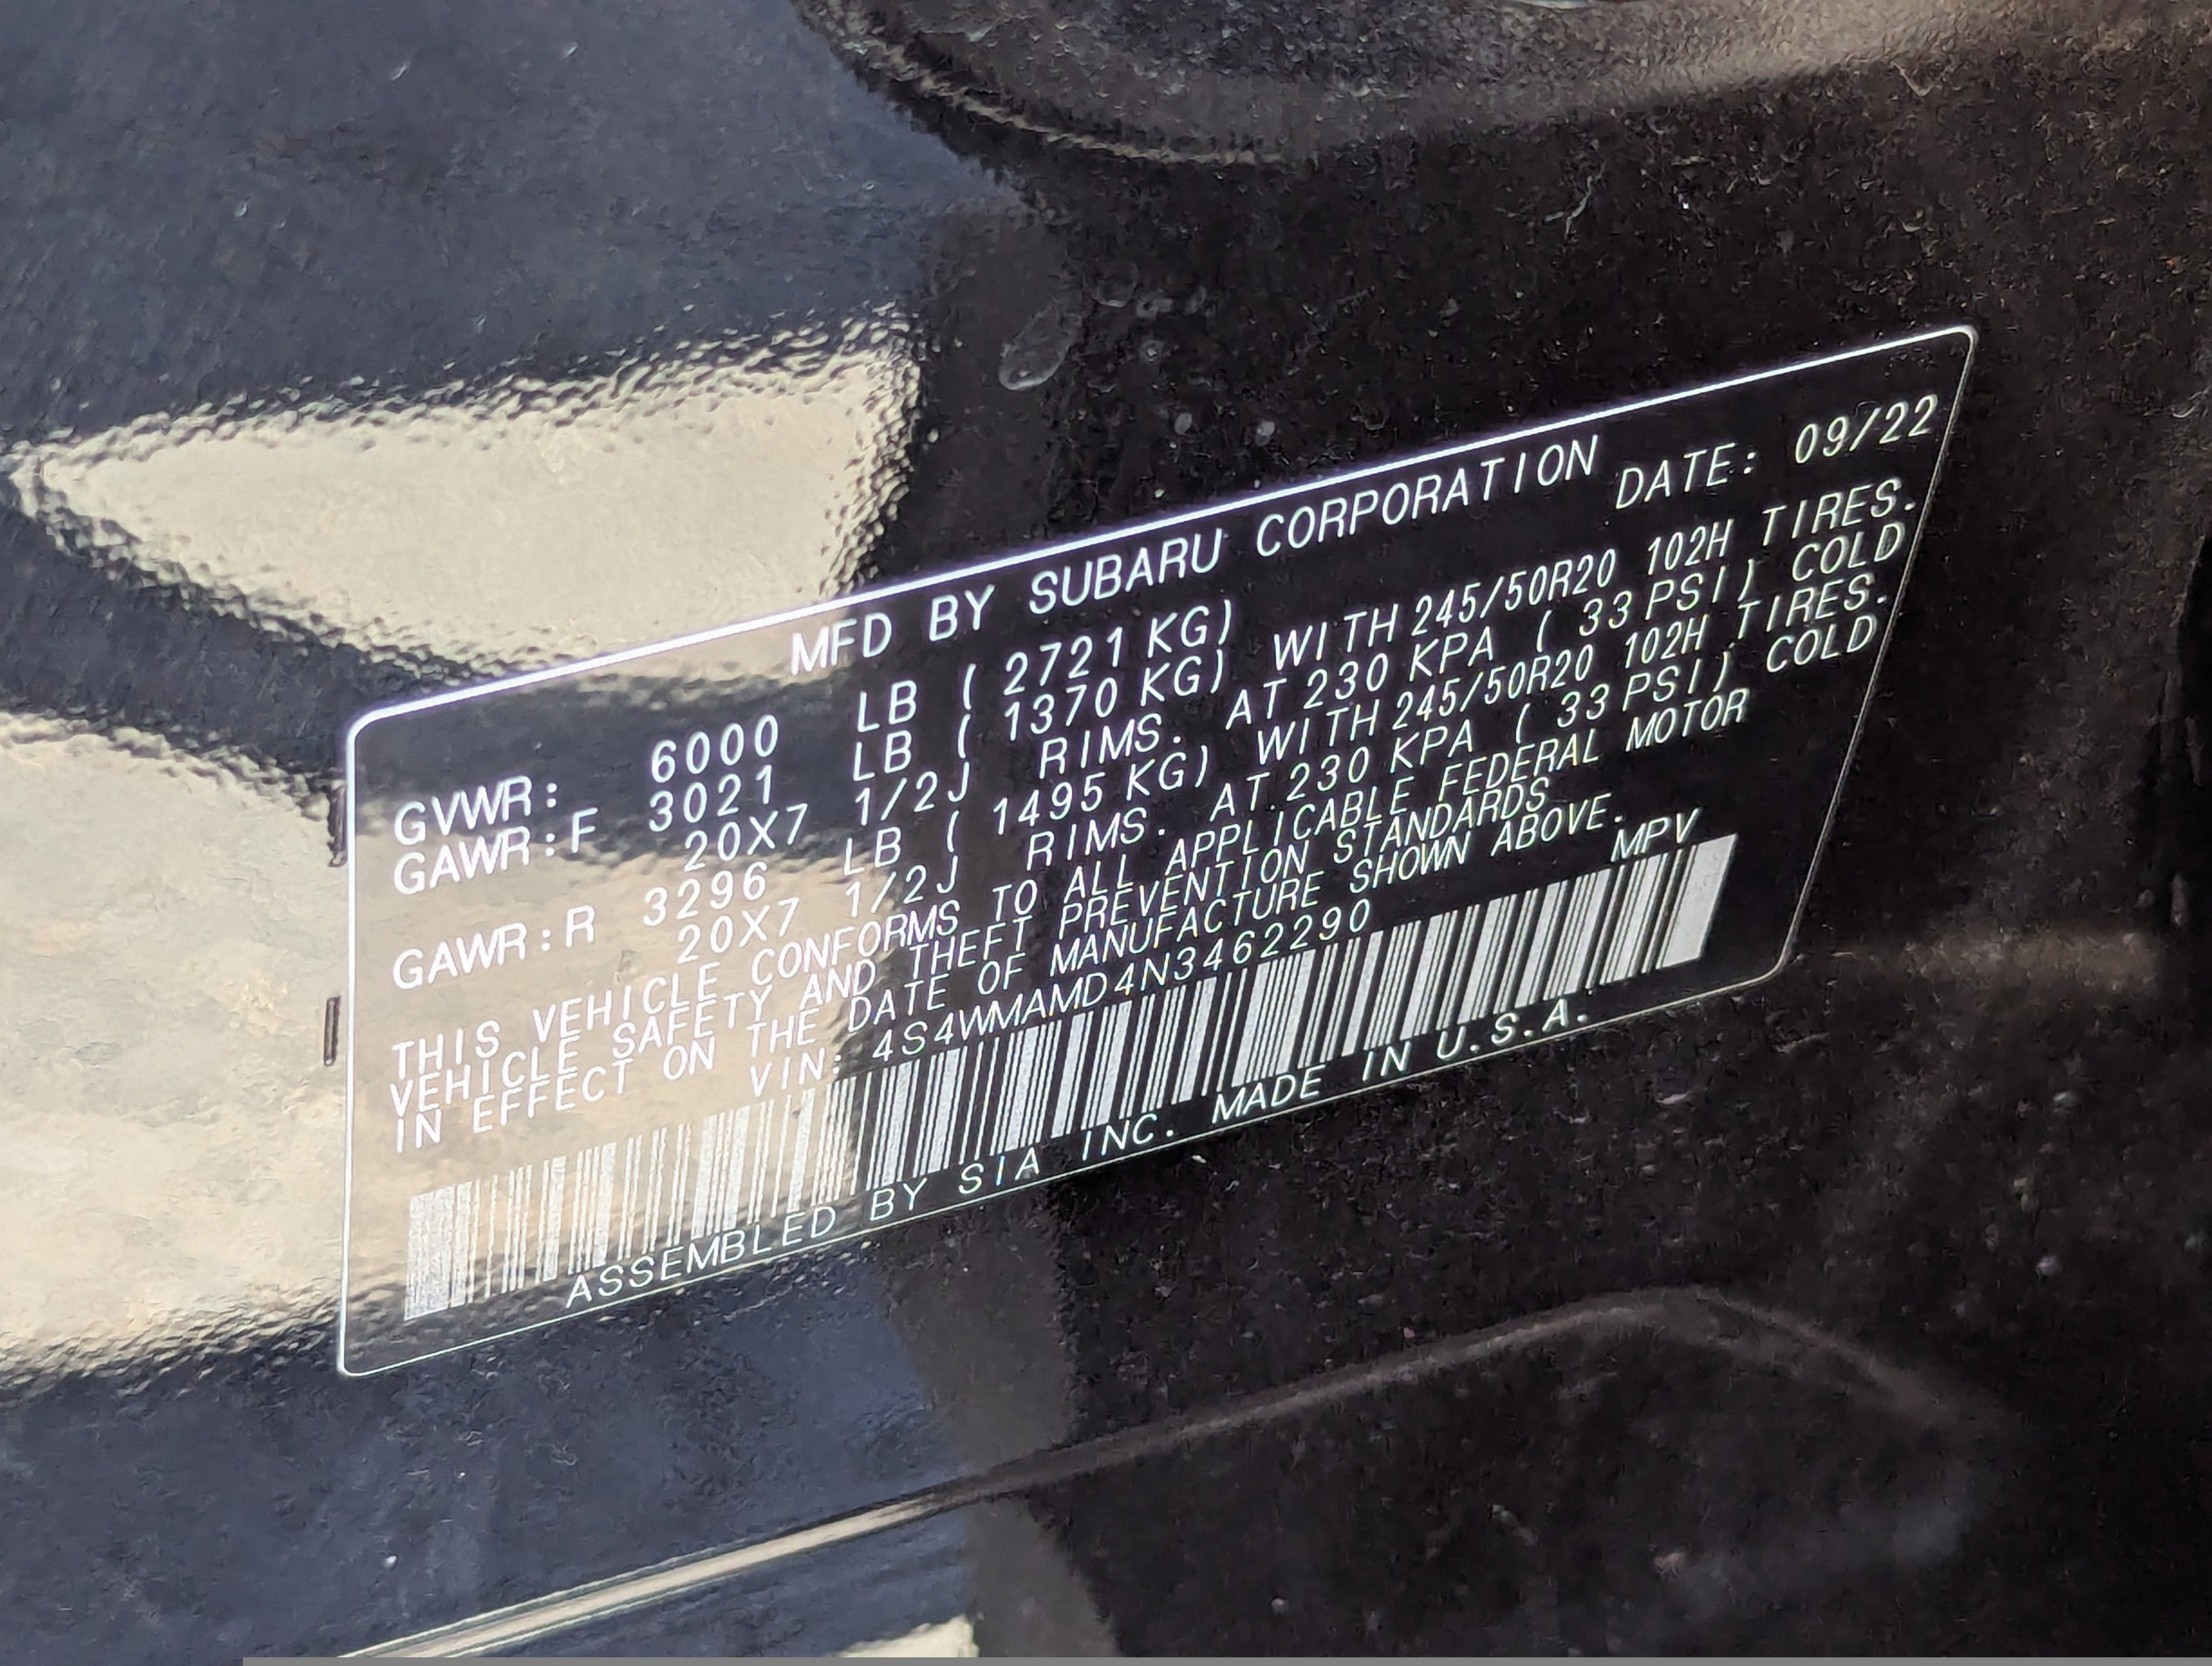 MFD BY SUBARU CORPORATION
DATE: 09/22
GVWR: 6000 LB ( 2721 KG)
GAWR:F 3021 LB ( 1370 KG) WITH 245/50R20 102H TIRES.
20X7 1/2J RIMS. AT 230 KPA ( 33 PSI) COLD
GAWR:R 3296 LB ( 1495 KG) WITH 245/50R20 102H TIRES.
20X7 1/2J RIMS. AT 230 KPA ( 33 PSI) COLD
THIS VEHICLE CONFORMS TO ALL APPLICABLE FEDERAL MOTOR
VEHICLE SAFETY AND THEFT PREVENTION STANDARDS
IN EFFECT ON THE DATE OF MANUFACTURE SHOWN ABOVE.
VIN: 4S4WMAMD4N3462290 MPV
ASSEMBLED BY SIA INC. MADE IN U.S.A.